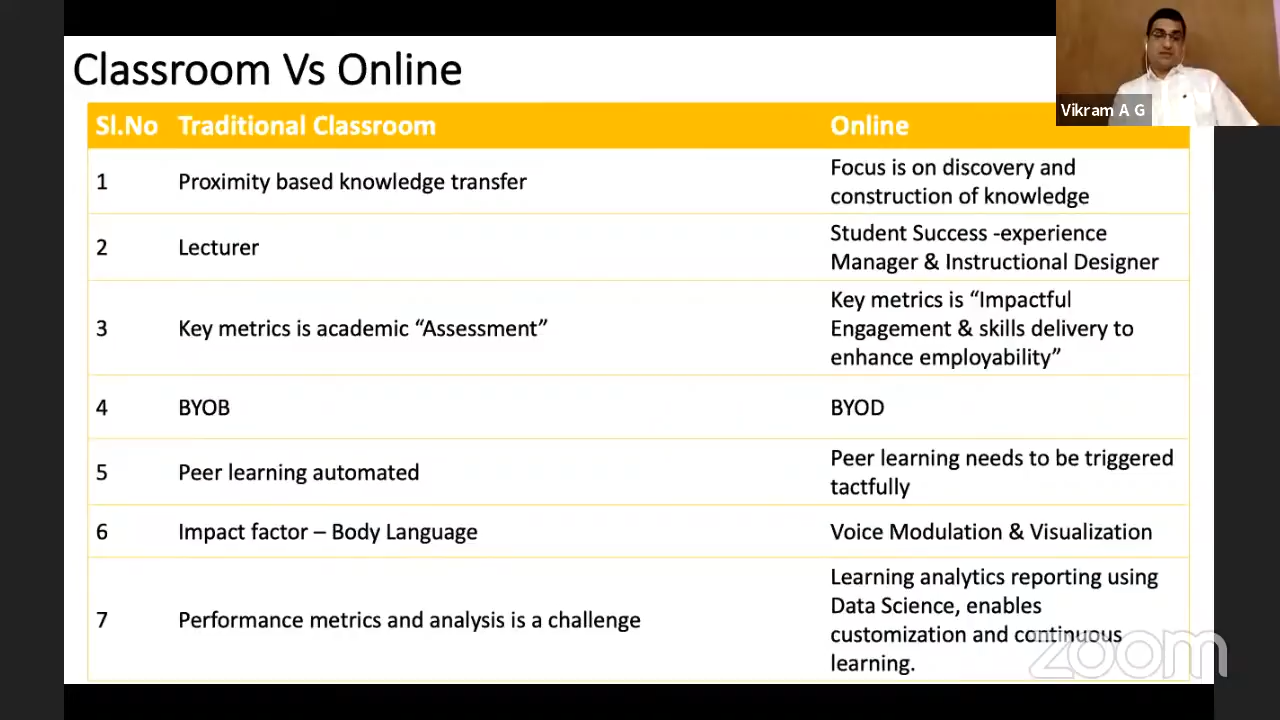 Classroom Vs Online
Vikram A G
Sl.No Traditional Classroom Online
1 Proximity based knowledge transfer Focus is on discovery and
construction of knowledge
2 Lecturer Student Success -experience
Manager & Instructional Designer
3 Key metrics is academic “Assessment” Key metrics is “Impactful
Engagement & skills delivery to
enhance employability”
4 BYOB BYOD
5 Peer learning automated Peer learning needs to be triggered
tactfully
6 Impact factor – Body Language Voice Modulation & Visualization
7 Performance metrics and analysis is a challenge Learning analytics reporting using
Data Science, enables
customization and continuous
learning.
zoom